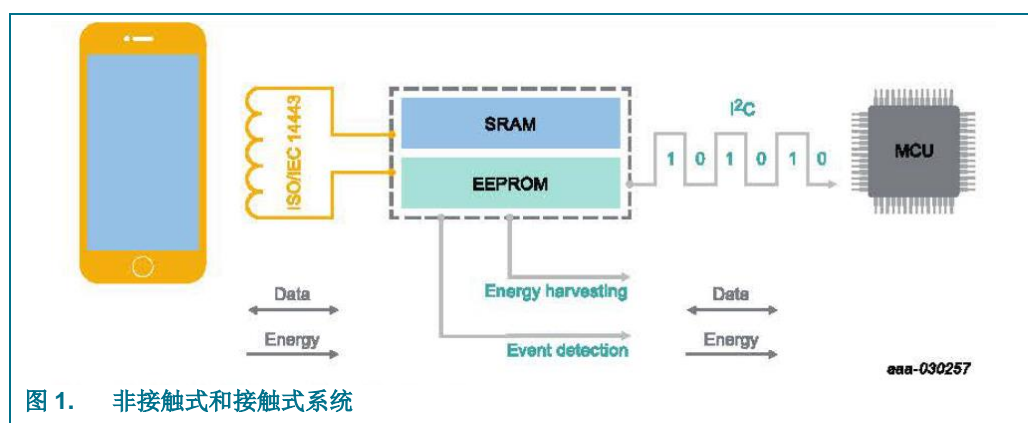 ISO/IEC 14443
SRAM
EEPROM
I²C
1 0 1 0 1 0
MCU
Energy harvesting
Event detection
Data
Energy
Data
Energy
aaa-030257
图 1. 非接触式和接触式系统